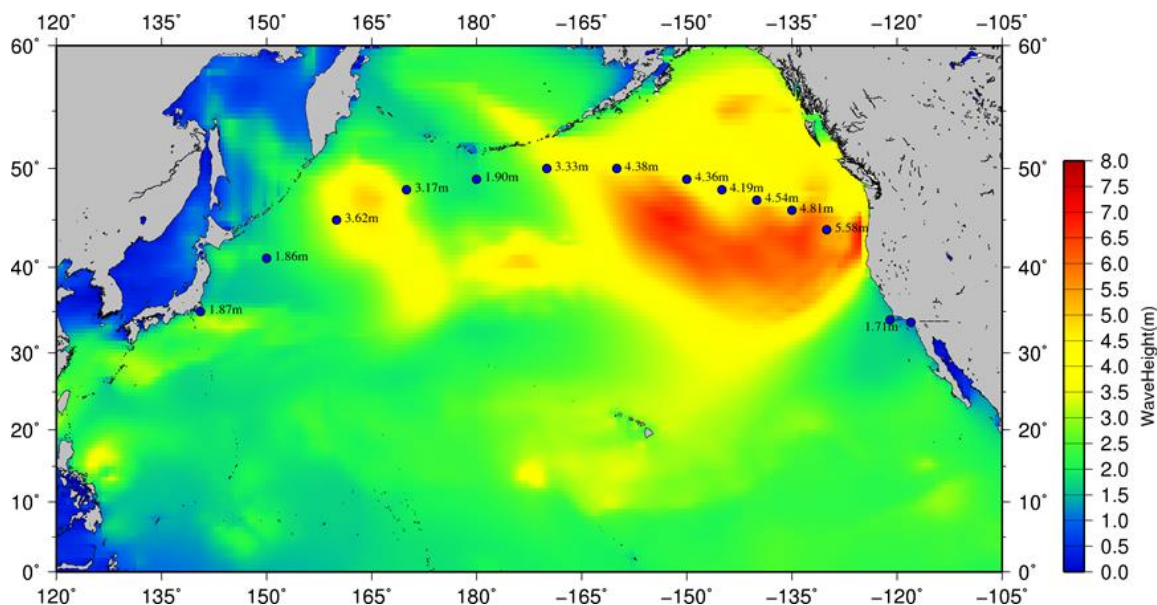 120˚ 135˚ 150˚ 165˚ 180˚ −165˚ −150˚ −135˚ −120˚ −105˚
60˚ 60˚
50˚ 50˚
3.33m 4.38m
1.90m 4.36m
3.17m 4.19m
4.54m
4.81m
3.62m
5.58m
1.86m
40˚ 40˚
1.87m
1.71m
30˚ 30˚
20˚ 20˚
10˚ 10˚
0˚ 0˚
120˚ 135˚ 150˚ 165˚ 180˚ −165˚ −150˚ −135˚ −120˚ −105˚
8.0
7.5
7.0
6.5
6.0
5.5
5.0
4.5
4.0
3.5
3.0
2.5
2.0
1.5
1.0
0.5
0.0
WaveHeight(m)